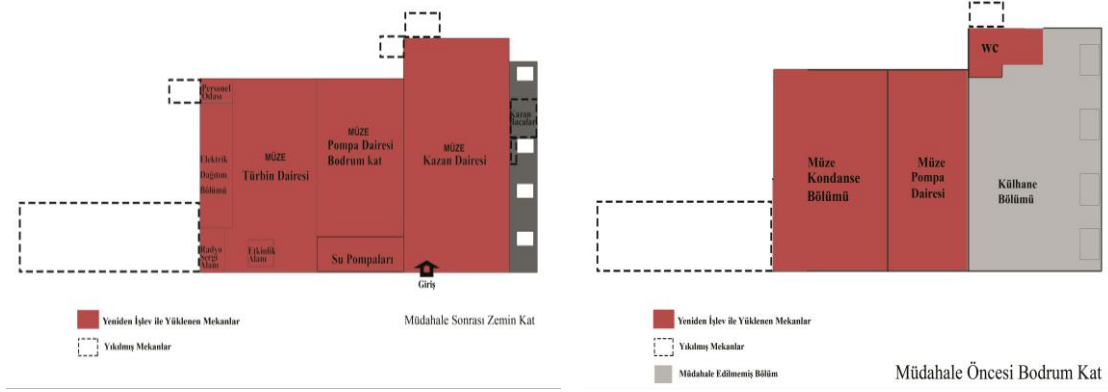 Personel
Odası
Elektrik
Dağıtım
Bölümü
Radyo
Sergi
Alanı
MÜZE
Türbin Dairesi
Etkinlik
Alanı
MÜZE
Pompa Dairesi
Bodrum kat
Su Pompaları
MÜZE
Kazan Dairesi
Kazan
Bacaları
Giriş
Yeniden İşlev ile Yüklenen Mekanlar
Yıkılmış Mekanlar
Müdahale Sonrası Zemin Kat
wc
Müze
Kondanse
Bölümü
Müze
Pompa
Dairesi
Külhane
Bölümü
Yeniden İşlev ile Yüklenen Mekanlar
Yıkılmış Mekanlar
Müdahale Edilmemiş Bölüm
Müdahale Öncesi Bodrum Kat